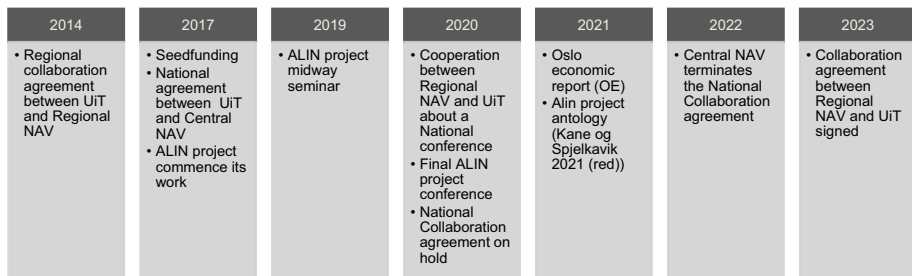 2014
• Regional
collaboration
agreement
between UiT
and Regional
NAV
2017
• Seedfunding
• National
agreement
between UiT
and Central
NAV
• ALIN project
commence its
work
2019
• ALIN project
midway
seminar
2020
• Cooperation
between
Regional
NAV and UiT
about a
National
conference
• Final ALIN
project
conference
• National
Collaboration
agreement on
hold
2021
• Oslo
economic
report (OE)
• Alin project
antology
(Kane og
Spjelkavik
2021 (red))
2022
• Central NAV
terminates
the National
Collaboration
agreement
2023
• Collaboration
agreement
between
Regional
NAV and UiT
signed